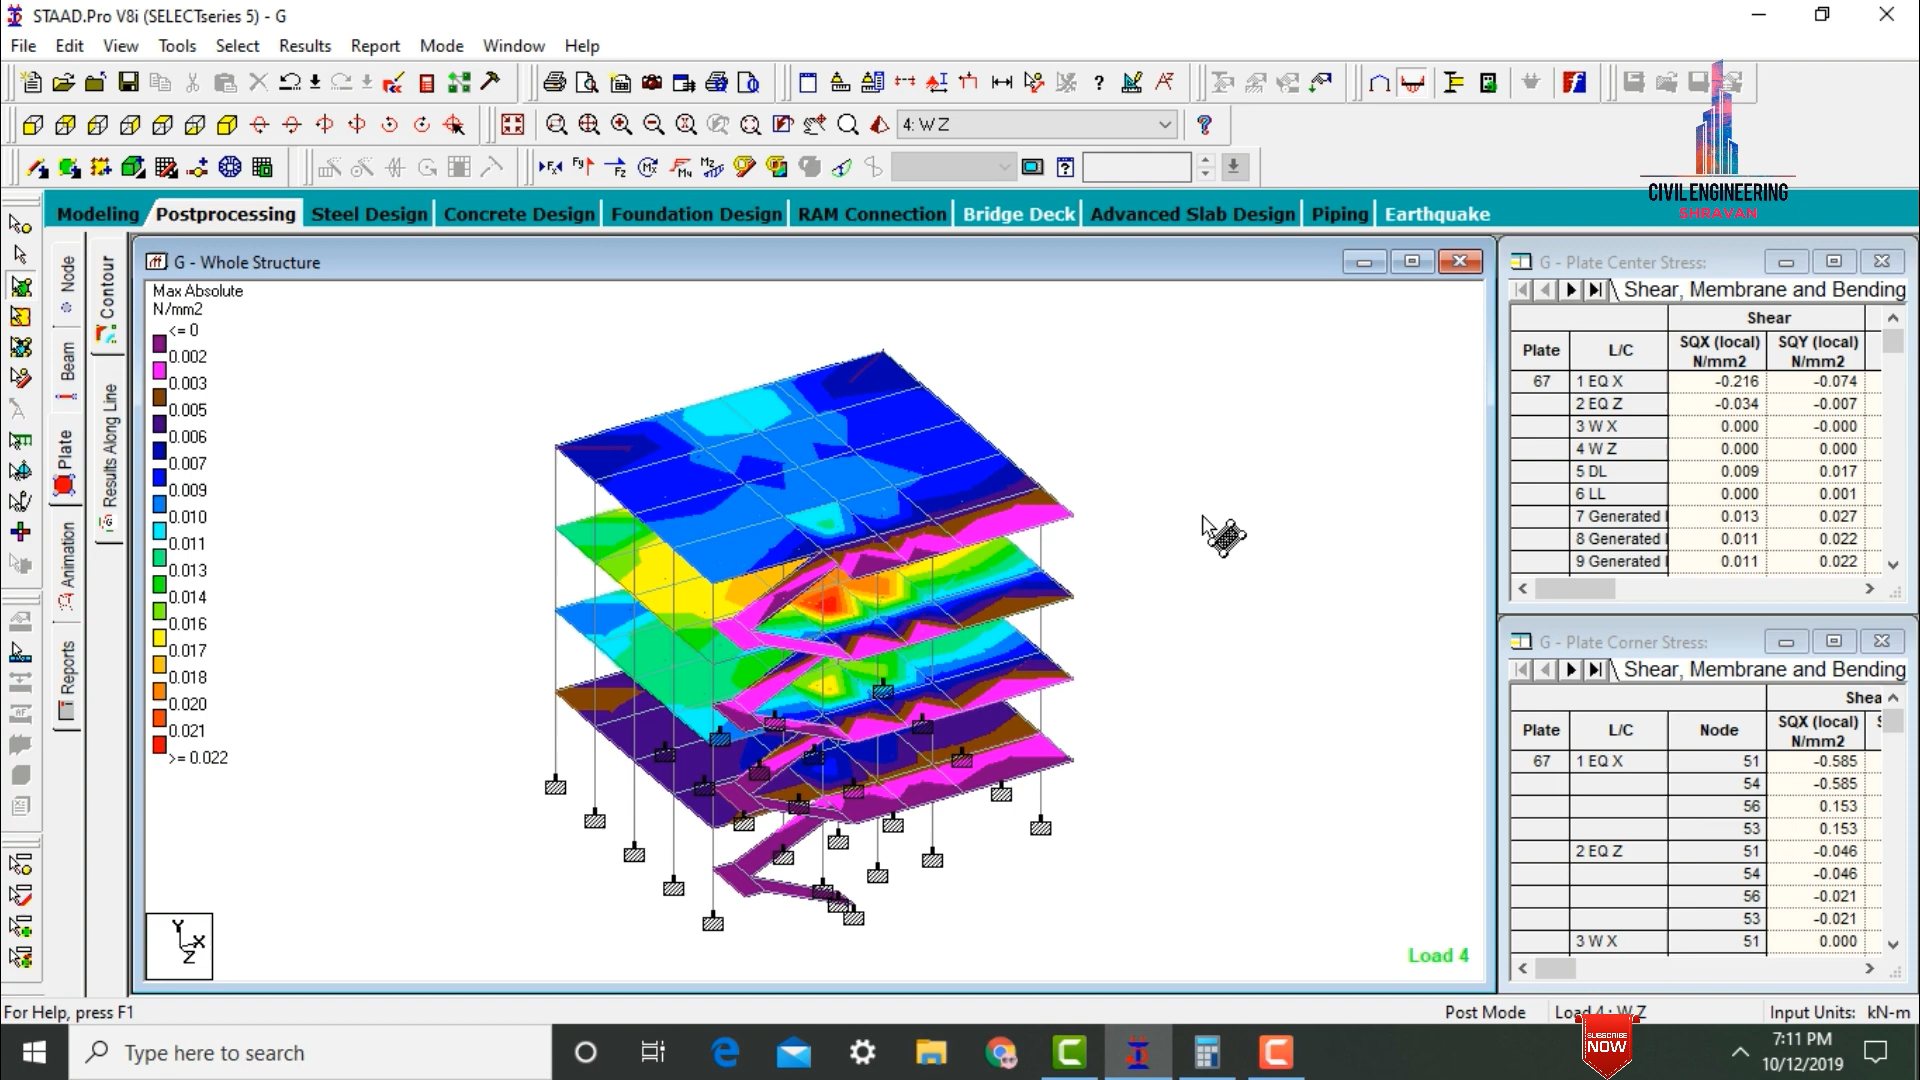 STAAD.Pro V8i (SELECTseries 5) - G
File Edit View Tools Select Results Report Mode Window Help
4: W Z
CIVIL ENGINEERING
SHRAVAN
Modeling Postprocessing Steel Design Concrete Design Foundation Design RAM Connection Bridge Deck Advanced Slab Design Piping Earthquake
Node
Beam
Plate
Animation
Reports
Contour
Results Along Line
G - Whole Structure
Max Absolute
N/mm2
<= 0
0.002
0.003
0.005
0.006
0.007
0.009
0.010
0.011
0.013
0.014
0.016
0.017
0.018
0.020
0.021
>= 0.022
Y
X
Z
Load 4
G - Plate Center Stress:
Shear, Membrane and Bending
Shear
Plate L/C SQX (local) N/mm2 SQY (local) N/mm2
67 1 EQ X -0.216 -0.074
2 EQ Z -0.034 -0.007
3 W X 0.000 -0.000
4 W Z 0.000 0.000
5 DL 0.009 0.017
6 LL 0.000 0.001
7 Generated 0.013 0.027
8 Generated 0.011 0.022
9 Generated 0.011 0.022
G - Plate Corner Stress:
Shear, Membrane and Bending
Shea
Plate L/C Node SQX (local) N/mm2
67 1 EQ X 51 -0.585
54 -0.585
56 0.153
53 0.153
2 EQ Z 51 -0.046
54 -0.046
56 -0.021
53 -0.021
3 W X 51 0.000
For Help, press F1
Post Mode
Load 4 : W Z
Input Units: kN-m
Type here to search
SUBSCRIBE
NOW
7:11 PM
10/12/2019